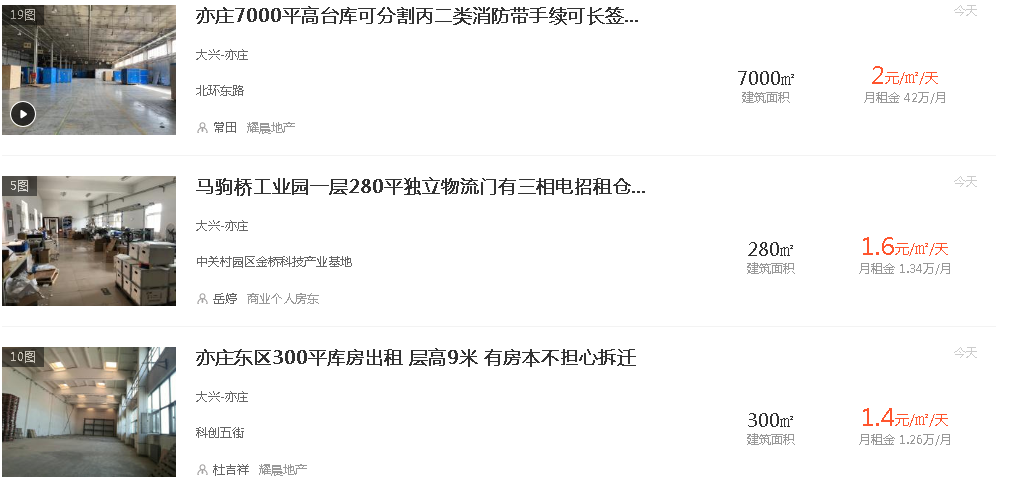 19图
亦庄7000平高台库可分割丙二类消防带手续可长签...
今天
大兴-亦庄
北环东路
常田 耀晨地产
7000㎡
建筑面积
2元/㎡/天
月租金 42万/月
5图
马驹桥工业园一层280平独立物流门有三相电招租仓...
今天
大兴-亦庄
中关村园区金桥科技产业基地
岳婷 商业个人房东
280㎡
建筑面积
1.6元/㎡/天
月租金 1.34万/月
10图
亦庄东区300平库房出租 层高9米 有房本不担心拆迁
今天
大兴-亦庄
科创五街
杜吉祥 耀晨地产
300㎡
建筑面积
1.4元/㎡/天
月租金 1.26万/月